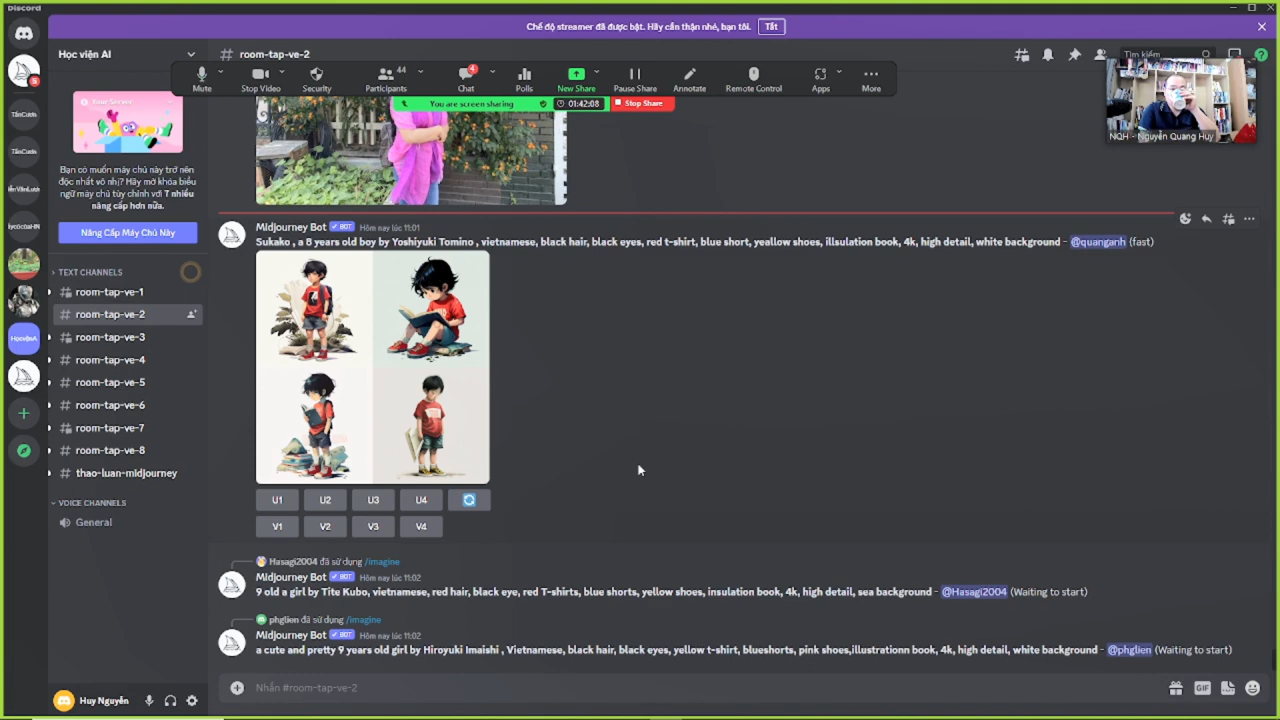 Discord
Chế độ streamer đã được bật. Hãy cẩn thận nhé, bạn tôi.
Tắt
Học viện AI
room-tap-ve-2
Tìm kiếm
Mute
Stop Video
Security
44
Participants
4
Chat
Polls
New Share
Pause Share
Annotate
Remote Control
Apps
More
You are screen sharing
01:42:08
Stop Share
NQH - Nguyễn Quang Huy
Your Server
Bạn có muốn máy chủ này trở nên
độc nhất vô nhị? Hãy mở khóa biểu
ngữ máy chủ tùy chỉnh với 7 nhiều
nâng cấp hơn nữa.
Nâng Cấp Máy Chủ Này
TEXT CHANNELS
room-tap-ve-1
room-tap-ve-2
room-tap-ve-3
room-tap-ve-4
room-tap-ve-5
room-tap-ve-6
room-tap-ve-7
room-tap-ve-8
thao-luan-midjourney
VOICE CHANNELS
General
Huy Nguyễn
5
TấnCươờ
TấnCươờ
HọcviệnA
Midjourney Bot BOT Hôm nay lúc 11:01
Sukako , a 8 years old boy by Yoshiyuki Tomino , vietnamese, black hair, black eyes, red t-shirt, blue short, yeallow shoes, illsulation book, 4k, high detail, white background - @quanganh (fast)
U1 U2 U3 U4
V1 V2 V3 V4
Hasagi2004 đã sử dụng /imagine
Midjourney Bot BOT Hôm nay lúc 11:02
9 old a girl by Tite Kubo, vietnamese, red hair, black eye, red T-shirts, blue shorts, yellow shoes, insulation book, 4k, high detail, sea background - @Hasagi2004 (Waiting to start)
phglien đã sử dụng /imagine
Midjourney Bot BOT Hôm nay lúc 11:02
a cute and pretty 9 years old girl by Hiroyuki Imaishi , Vietnamese, black hair, black eyes, yellow t-shirt, blueshorts, pink shoes,illustrationn book, 4k, high detail, white background - @phglien (Waiting to start)
Nhắn #room-tap-ve-2
GIF